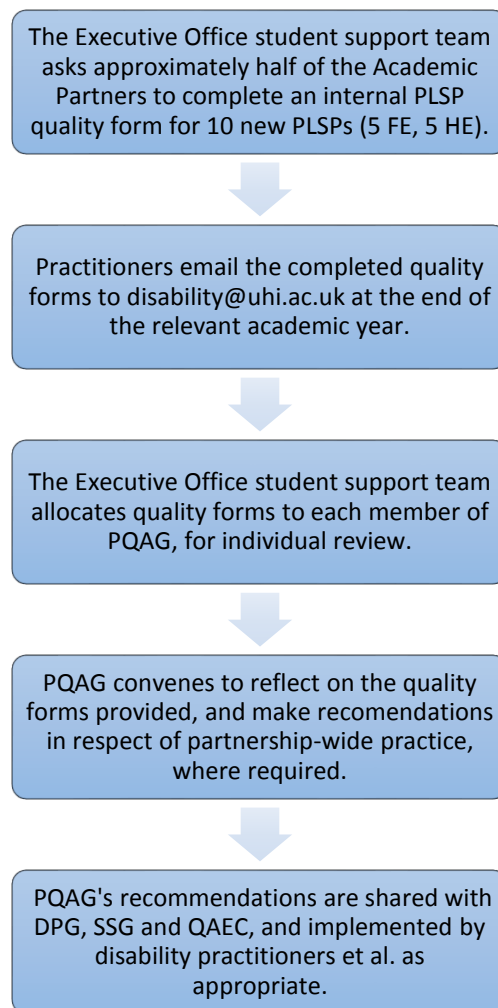 The Executive Office student support team
asks approximately half of the Academic
Partners to complete an internal PLSP
quality form for 10 new PLSPs (5 FE, 5 HE).
Practitioners email the completed quality
forms to disability@uhi.ac.uk at the end of
the relevant academic year.
The Executive Office student support team
allocates quality forms to each member of
PQAG, for individual review.
PQAG convenes to reflect on the quality
forms provided, and make recomendations
in respect of partnership-wide practice,
where required.
PQAG's recommendations are shared with
DPG, SSG and QAEC, and implemented by
disability practitioners et al. as
appropriate.